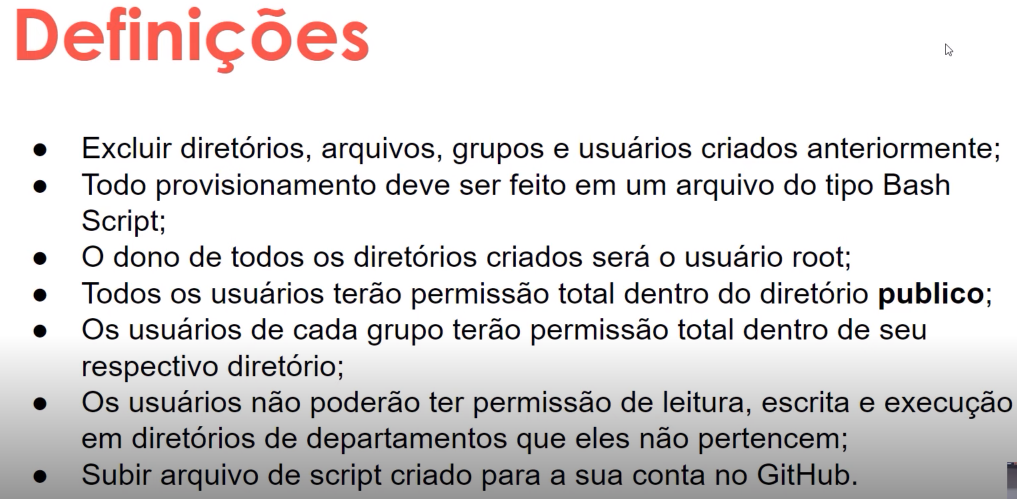 Definições
● Excluir diretórios, arquivos, grupos e usuários criados anteriormente;
● Todo provisionamento deve ser feito em um arquivo do tipo Bash
Script;
● O dono de todos os diretórios criados será o usuário root;
● Todos os usuários terão permissão total dentro do diretório publico;
● Os usuários de cada grupo terão permissão total dentro de seu
respectivo diretório;
● Os usuários não poderão ter permissão de leitura, escrita e execução
em diretórios de departamentos que eles não pertencem;
● Subir arquivo de script criado para a sua conta no GitHub.